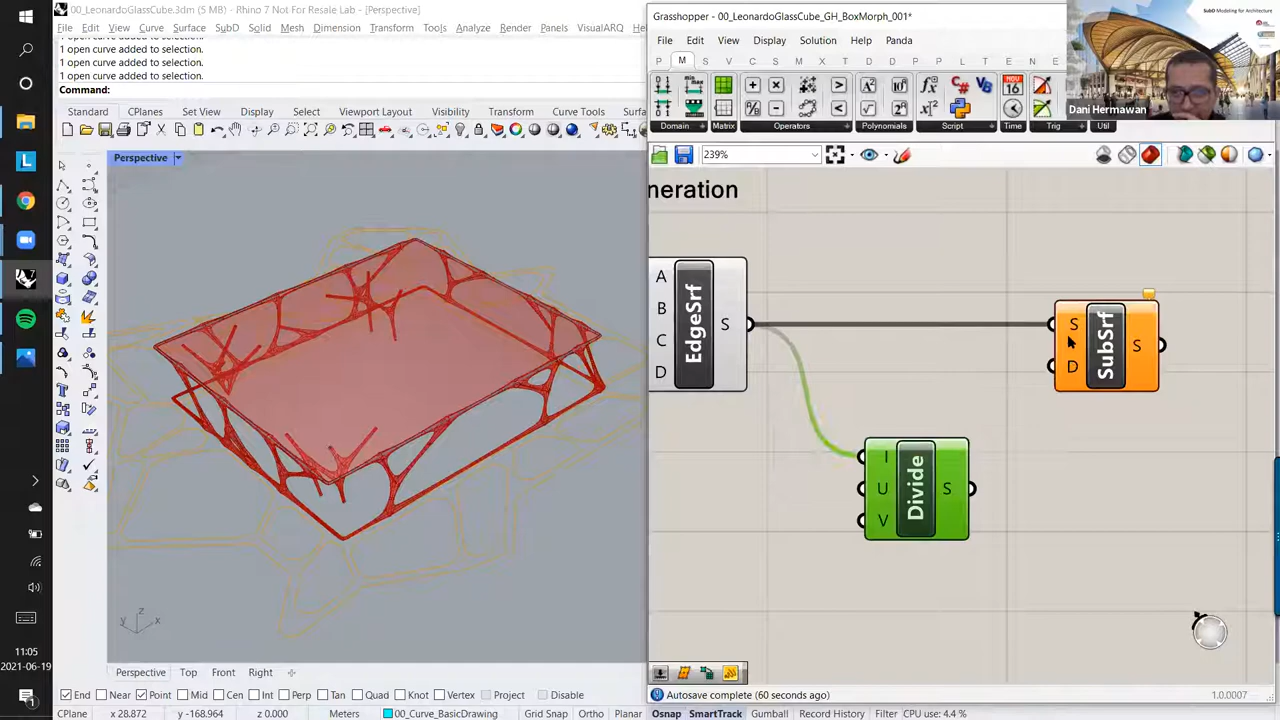 00_LeonardoGlassCube.3dm (5 MB) - Rhino 7 Not For Resale Lab - [Perspective]
File Edit View Curve Surface SubD Solid Mesh Dimension Transform Tools Analyze Render Panels VisualARQ
1 open curve added to selection.
1 open curve added to selection.
1 open curve added to selection.
Command:
Standard CPlanes Set View Display Select Viewport Layout Visibility Transform Curve Tools
Perspective
z
y
x
Perspective Top Front Right
End Near Point Mid Cen Int Perp Tan Quad Knot Vertex Project Disable
CPlane x 28.872 y -168.964 z 0.000 Meters 00_Curve_BasicDrawing Grid Snap Ortho Planar Osnap SmartTrack Gumball Record History Filter CPU use: 4.4 %
Grasshopper - 00_LeonardoGlassCube_GH_BoxMorph_001*
File Edit View Display Solution Help Panda
P M S V C S M X T D R P P L K V D N E N E
Domain Matrix Operators Polynomials Script Time Trig Util
239%
neration
A
B
C
D
EdgeSrf
S
I
U
V
Divide
S
S
D
SubSrf
S
Autosave complete (60 seconds ago)
1.0.0007
SubD Modeling for Architecture
Dani Hermawan
11:05
2021-06-19